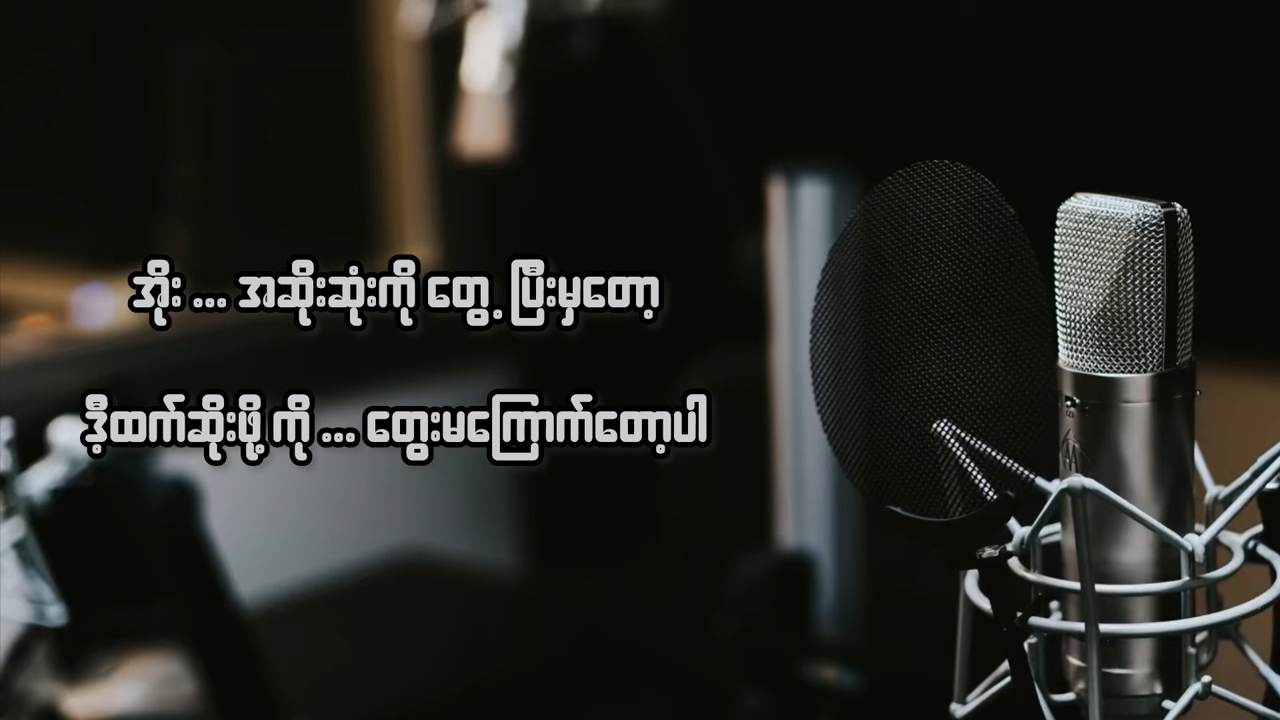 အိုး ... အဆိုးဆုံးကို တွေ့ ပြီးမှတော့
ဒီ့ထက်ဆိုးဖို့ ကို ... တွေးမကြောက်တော့ပါ